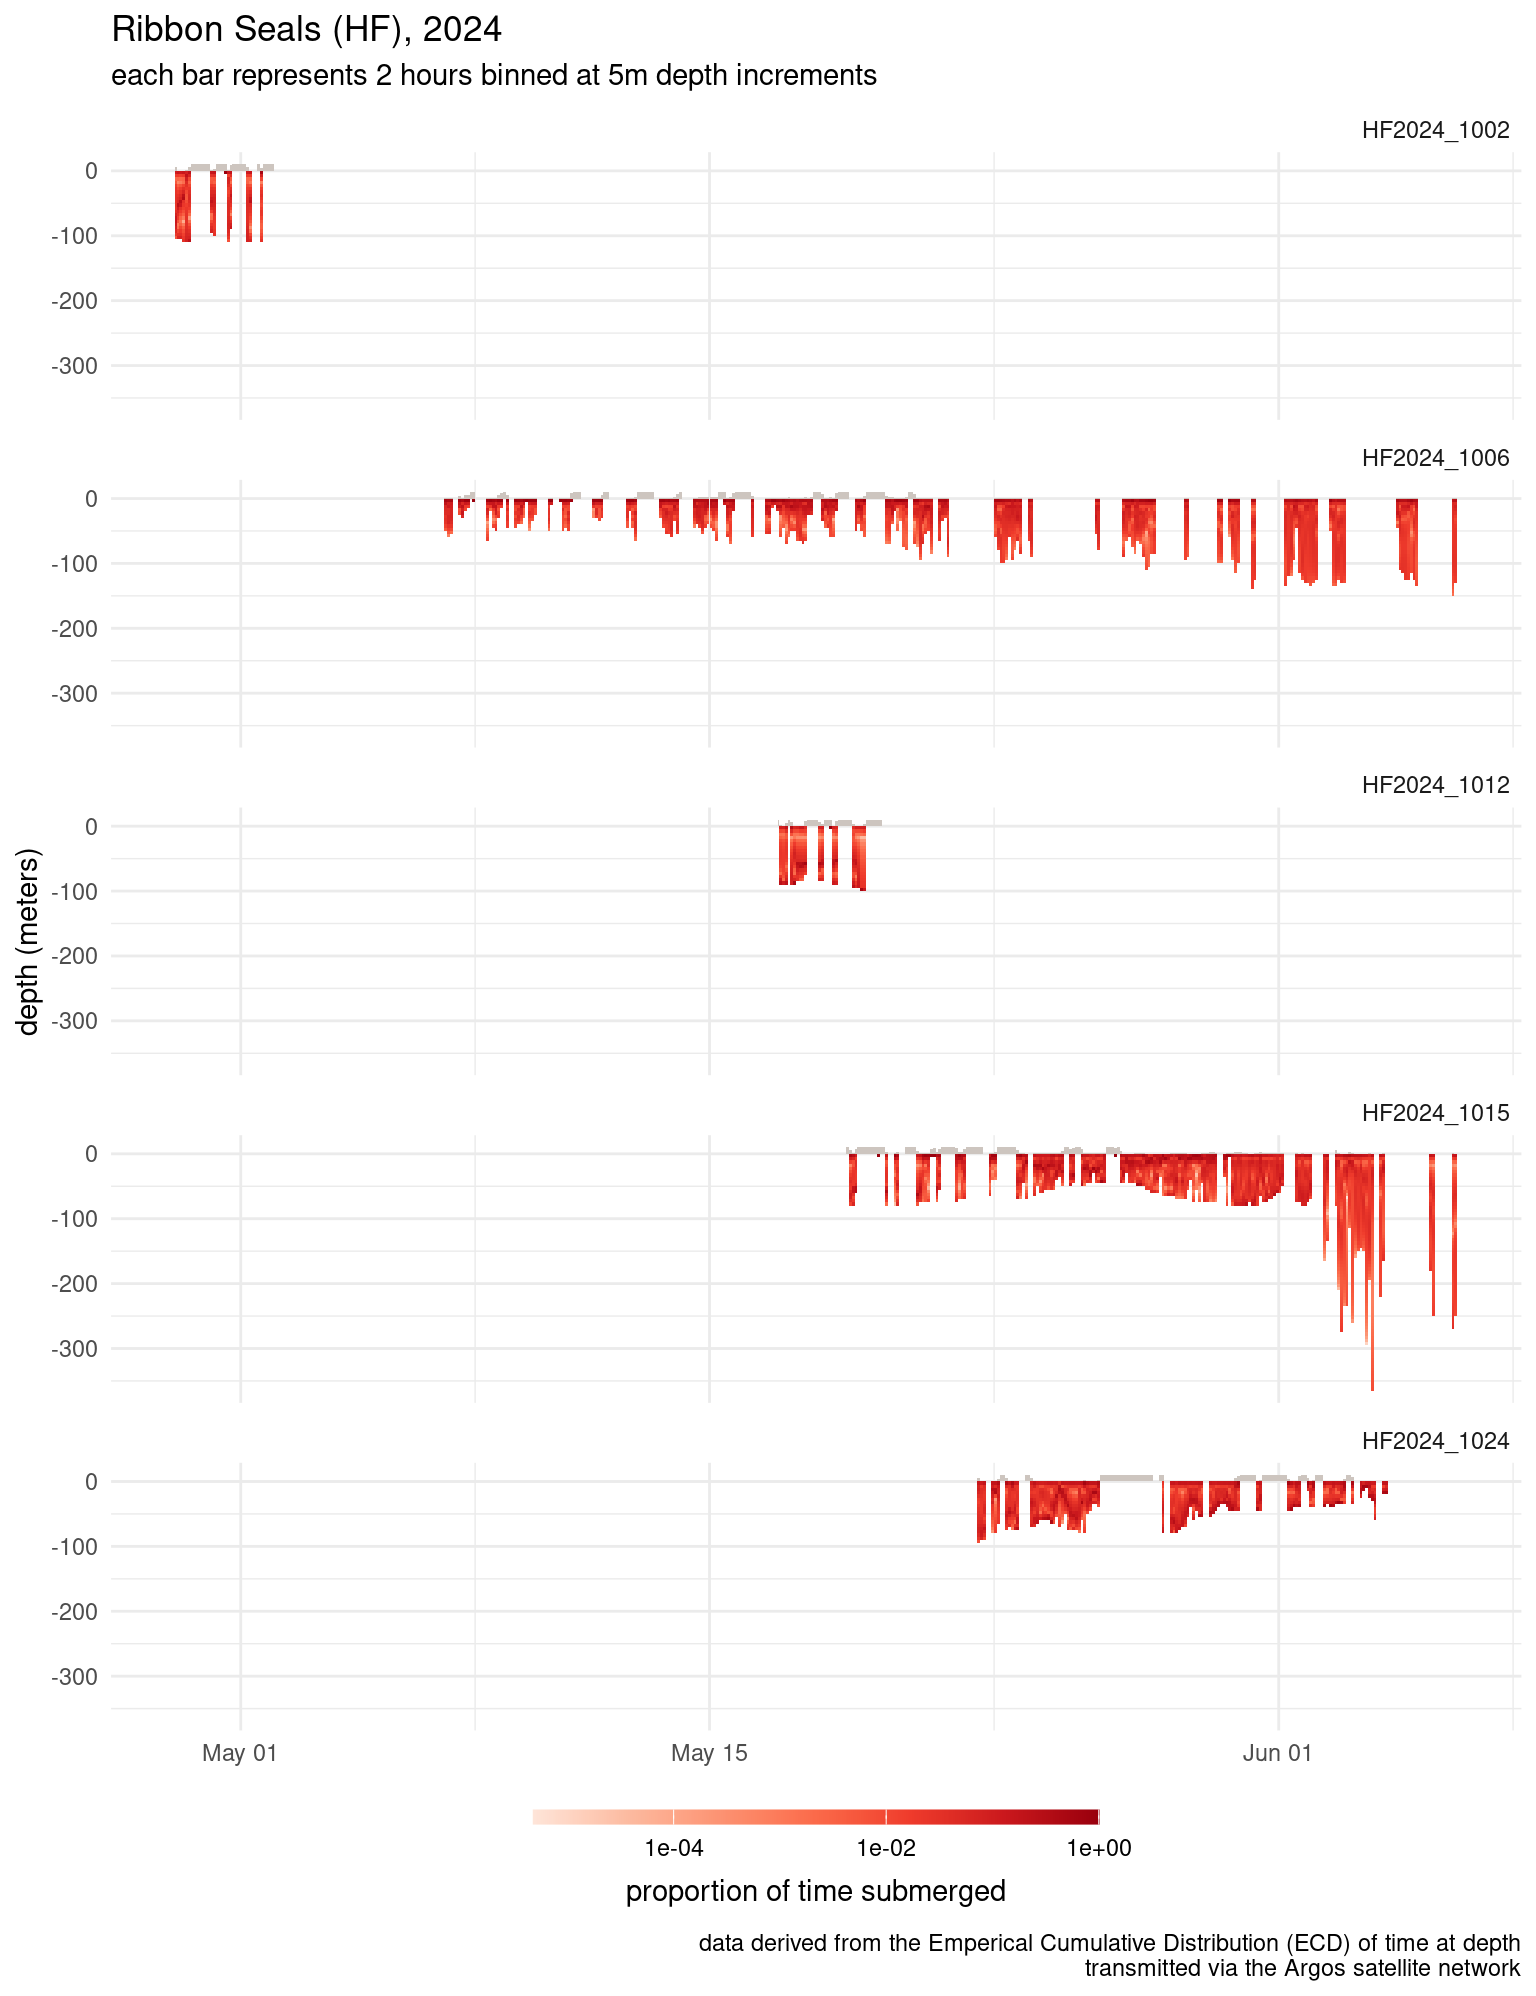 Ribbon Seals (HF), 2024
each bar represents 2 hours binned at 5m depth increments
HF2024_1002
0
-100
-200
-300
HF2024_1006
0
-100
-200
-300
HF2024_1012
0
-100
-200
-300
depth (meters)
HF2024_1015
0
-100
-200
-300
HF2024_1024
0
-100
-200
-300
May 01
May 15
Jun 01
1e-04
1e-02
1e+00
proportion of time submerged
data derived from the Emperical Cumulative Distribution (ECD) of time at depth
transmitted via the Argos satellite network